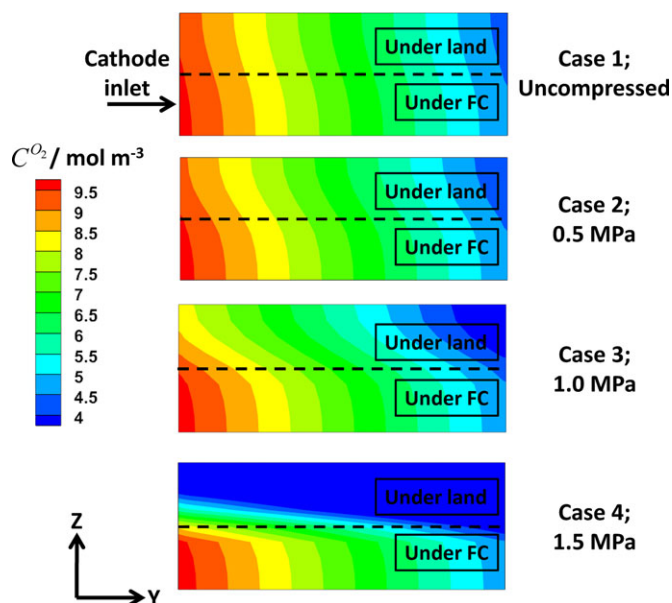 Under land
Under FC
Case 1;
Uncompressed
Cathode
inlet
C^{O_2} / mol m⁻³
9.5
9
8.5
8
7.5
7
6.5
6
5.5
5
4.5
4
Under land
Under FC
Case 2;
0.5 MPa
Under land
Under FC
Case 3;
1.0 MPa
Under land
Under FC
Case 4;
1.5 MPa
Z
Y